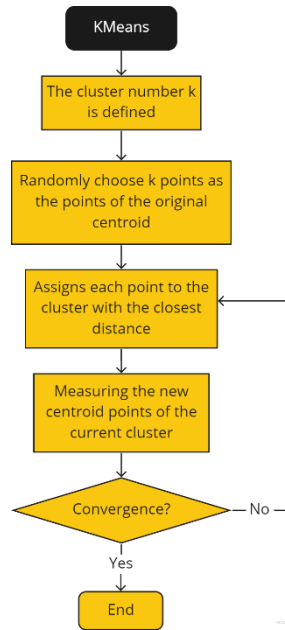 KMeans
The cluster number k
is defined
Randomly choose k points as
the points of the original
centroid
Assigns each point to the
cluster with the closest
distance
Measuring the new
centroid points of the
current cluster
Convergence?
No
Yes
End